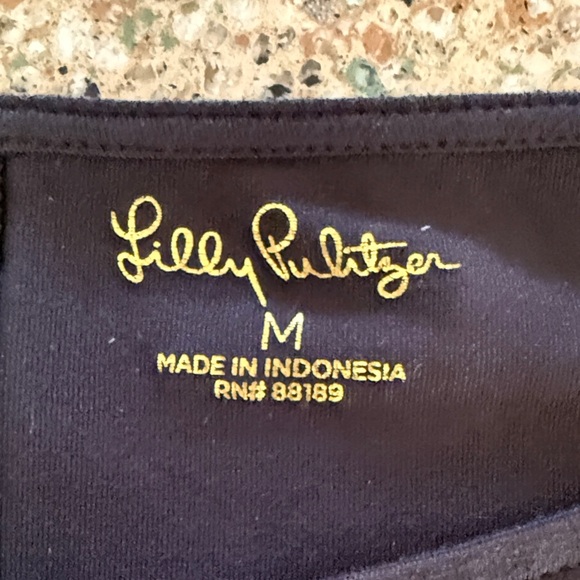 Lilly Pulitzer
M
MADE IN INDONESIA
RN# 88189